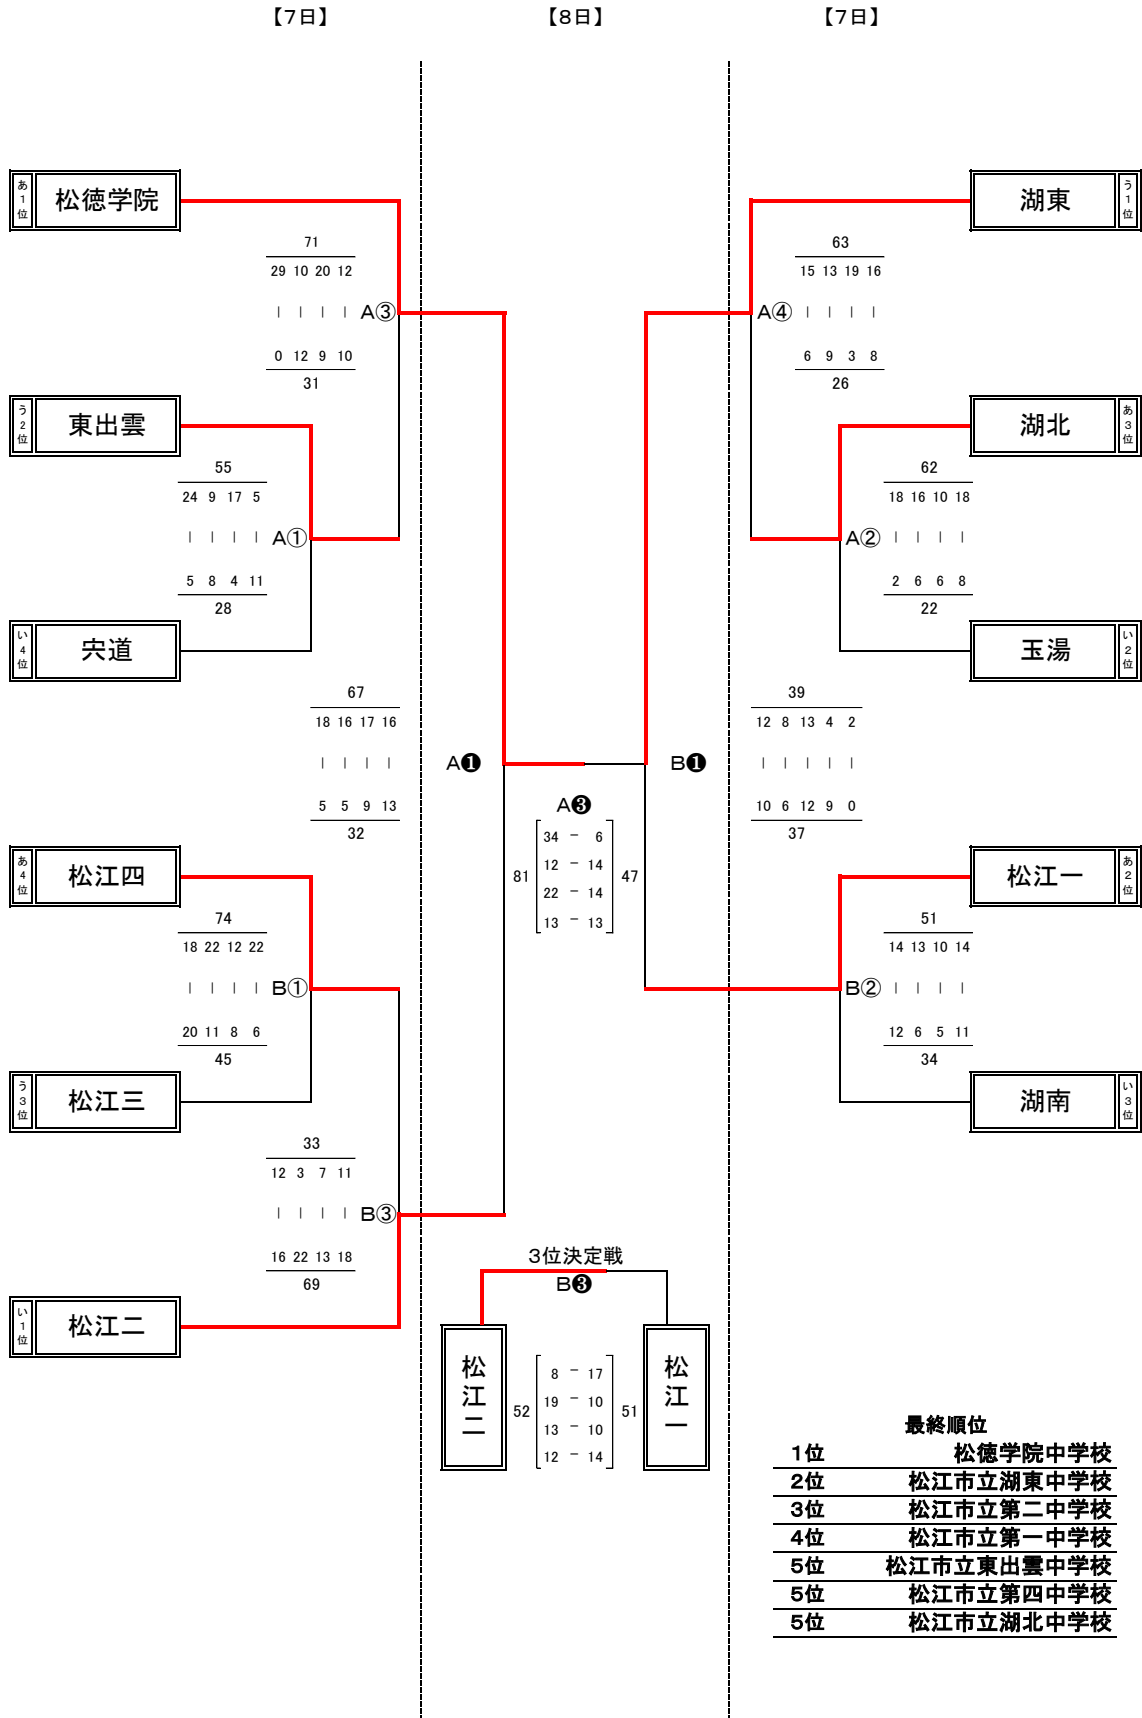 【7日】 【8日】 【7日】
あ1位 松徳学院
湖東 う1位
71
29 10 20 12
| | | | A③
0 12 9 10
31
63
15 13 19 16
A④ | | | |
6 9 3 8
26
う2位 東出雲
湖北 あ3位
55
24 9 17 5
| | | | A①
5 8 4 11
28
62
18 16 10 18
A② | | | |
2 6 6 8
22
い4位 宍道
玉湯 い2位
67
18 16 17 16
| | | | A❶
5 5 9 13
32
39
12 8 13 4 2
B❶ | | | | |
10 6 12 9 0
37
A❸
34 － 6
12 － 14
81 47
22 － 14
13 － 13
あ4位 松江四
松江一 あ2位
74
18 22 12 22
| | | | B①
20 11 8 6
45
51
14 13 10 14
B② | | | |
12 6 5 11
34
う3位 松江三
湖南 い3位
33
12 3 7 11
| | | | B③
16 22 13 18
69
い1位 松江二
3位決定戦
B❸
松江二 松江一
8 － 17
19 － 10
52 51
13 － 10
12 － 14
最終順位
1位 松徳学院中学校
2位 松江市立湖東中学校
3位 松江市立第二中学校
4位 松江市立第一中学校
5位 松江市立東出雲中学校
5位 松江市立第四中学校
5位 松江市立湖北中学校